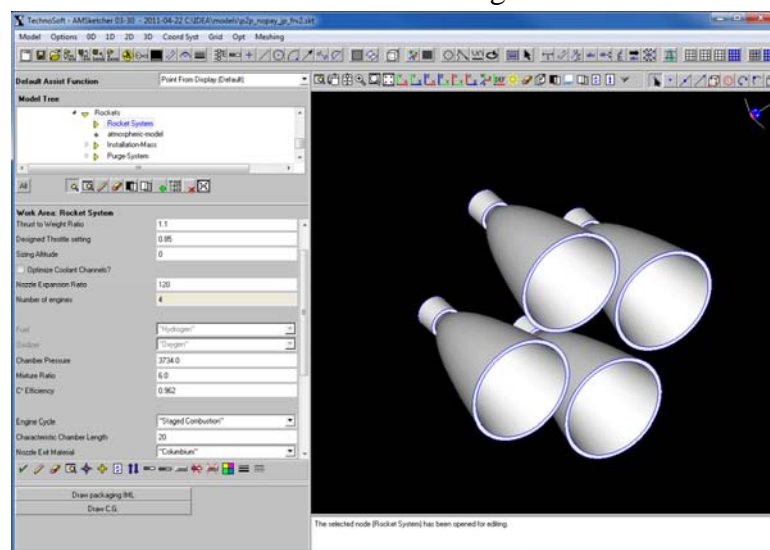 TechnoSoft - AMSketcher 03-30 - 2011-04-22 C:\IDEA\models\p2p_nopay_jp_frv2.skt
Model Options 0D 1D 2D 3D Coord Syst Grid Opt Meshing
Default Assist Function Point From Display (Default)
Model Tree
Rockets
Rocket System
atmospheric-model
Installation-Mass
Purge-System
All
Work Area: Rocket System
Thrust to Weight Ratio 1.1
Designed Throttle setting 0.85
Sizing Altitude 0
Optimize Coolant Channels?
Nozzle Expansion Ratio 120
Number of engines 4
Fuel "Hydrogen"
Oxidizer "Oxygen"
Chamber Pressure 3734.0
Mixture Ratio 6.0
C* Efficiency 0.962
Engine Cycle "Staged Combustion"
Characteristic Chamber Length 20
Nozzle Exit Material "Columbium"
Draw packaging IML
Draw C.G.
The selected node (Rocket System) has been opened for editing.